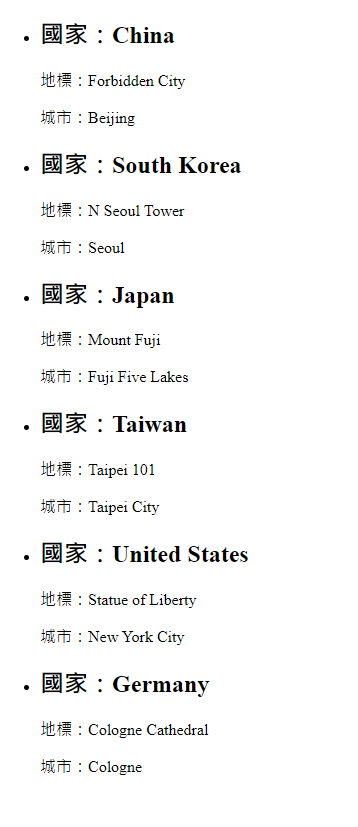 國家：China
地標：Forbidden City
城市：Beijing
國家：South Korea
地標：N Seoul Tower
城市：Seoul
國家：Japan
地標：Mount Fuji
城市：Fuji Five Lakes
國家：Taiwan
地標：Taipei 101
城市：Taipei City
國家：United States
地標：Statue of Liberty
城市：New York City
國家：Germany
地標：Cologne Cathedral
城市：Cologne